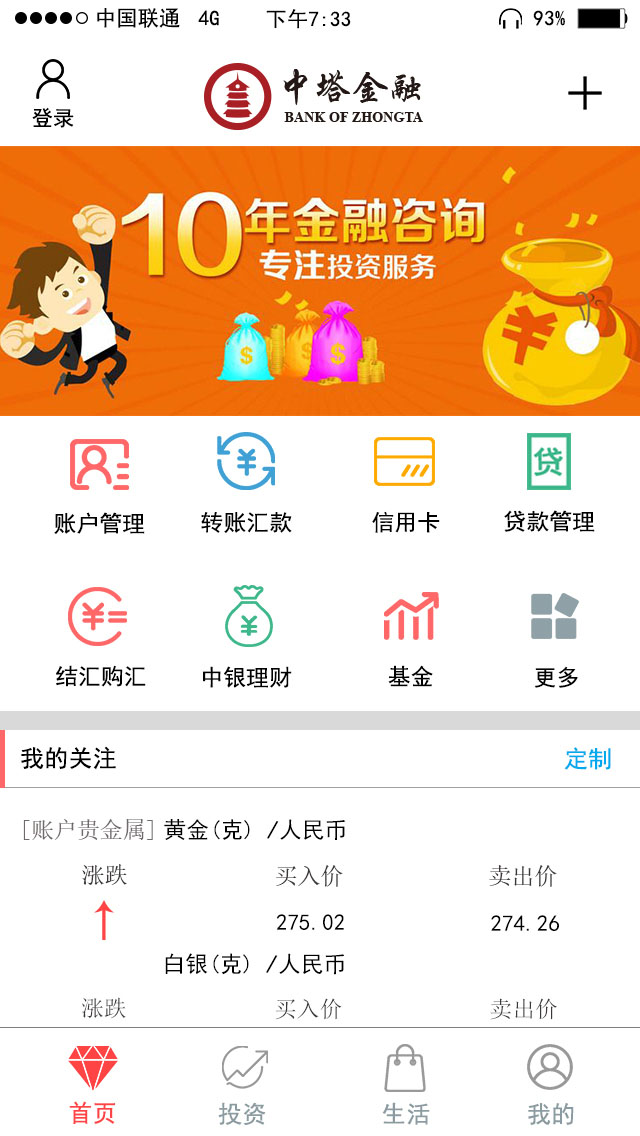 中国联通 4G 下午7:33 93%
登录
中塔金融
BANK OF ZHONGTA
10年金融咨询
专注投资服务
$ $ ¥
账户管理 转账汇款 信用卡 贷 贷款管理
结汇购汇 中银理财 基金 更多
我的关注 定制
[账户贵金属] 黄金(克) /人民币
涨跌 买入价 卖出价
275.02 274.26
白银(克) /人民币
涨跌 买入价 卖出价
首页 投资 生活 我的